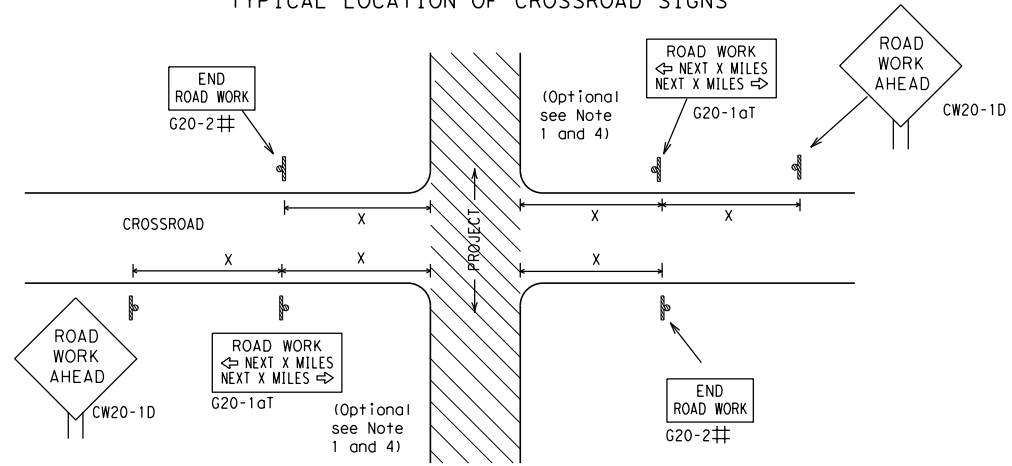 TYPICAL LOCATION OF CROSSROAD SIGNS
END
ROAD WORK
G20-2#
(Optional
see Note
1 and 4)
ROAD WORK
⇦ NEXT X MILES
NEXT X MILES ⇨
G20-1aT
ROAD
WORK
AHEAD
CW20-1D
X
X
X
CROSSROAD
PROJECT
X
X
X
ROAD
WORK
AHEAD
CW20-1D
ROAD WORK
⇦ NEXT X MILES
NEXT X MILES ⇨
G20-1aT
(Optional
see Note
1 and 4)
END
ROAD WORK
G20-2#